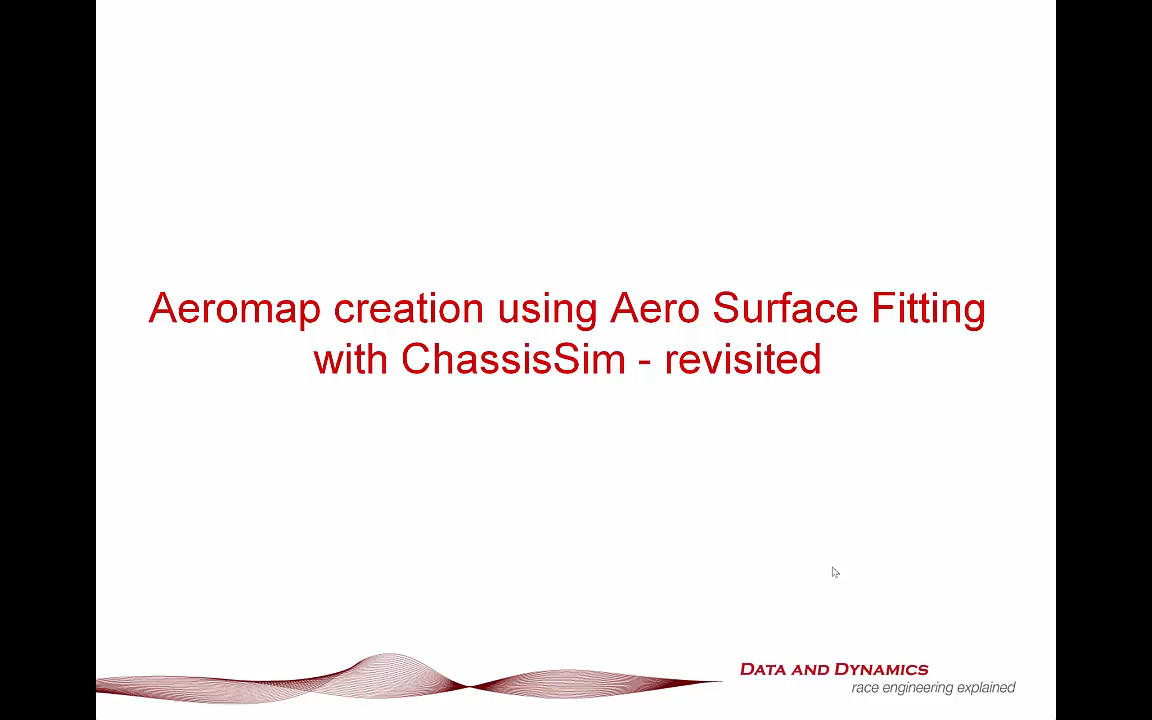 Aeromap creation using Aero Surface Fitting
with ChassisSim - revisited
DATA AND DYNAMICS
race engineering explained